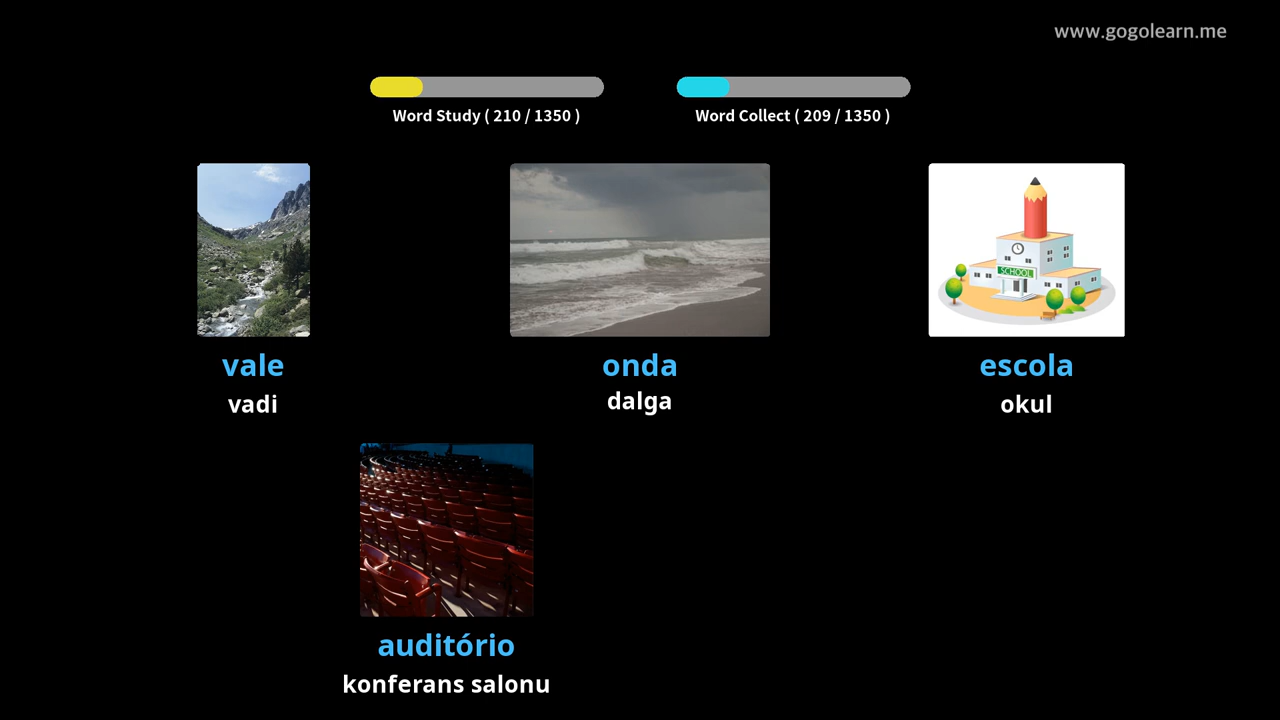 www.gogolearn.me
Word Study ( 210 / 1350 )
Word Collect ( 209 / 1350 )
SCHOOL
vale
onda
escola
vadi
dalga
okul
auditório
konferans salonu